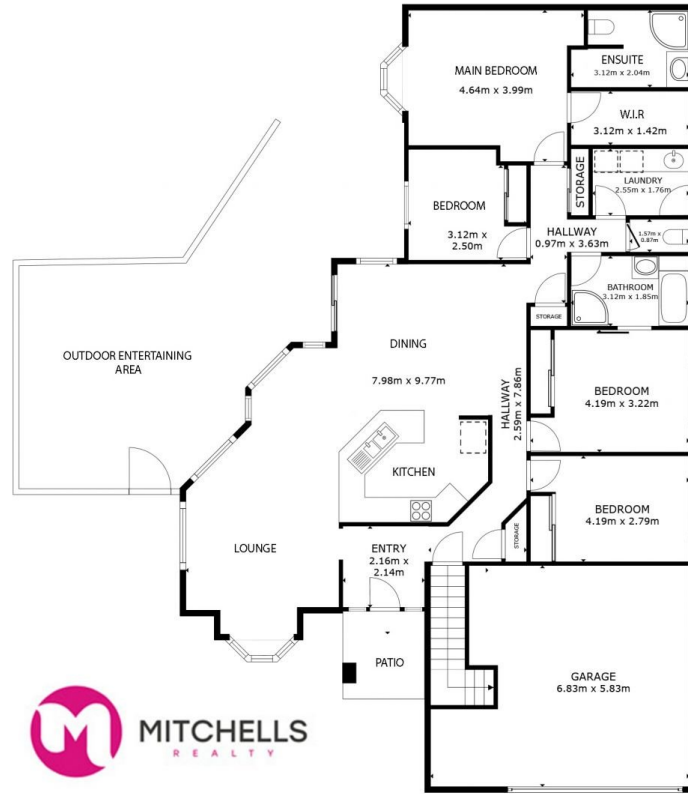 ENSUITE
3.12m x 2.04m
MAIN BEDROOM
4.64m x 3.99m
W.I.R
3.12m x 1.42m
STORAGE
LAUNDRY
2.55m x 1.76m
BEDROOM
3.12m x
2.50m
HALLWAY
0.97m x 3.63m
1.57m x
0.87m
BATHROOM
3.12m x 1.85m
STORAGE
DINING
7.98m x 9.77m
OUTDOOR ENTERTAINING
AREA
HALLWAY
2.59m x 7.86m
BEDROOM
4.19m x 3.22m
KITCHEN
BEDROOM
4.19m x 2.79m
STORAGE
LOUNGE
ENTRY
2.16m x
2.14m
PATIO
GARAGE
6.83m x 5.83m
M
MITCHELLS
REALTY